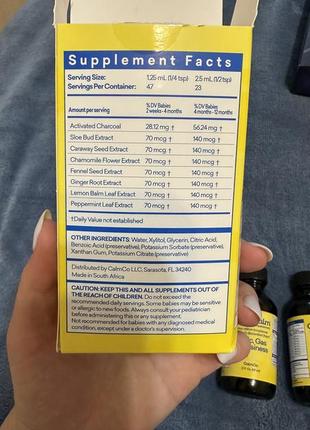 Supplement Facts
Serving Size: 1.25 mL (1/4 tsp) 2.5 mL (1/2 tsp)
Servings Per Container: 47 23
Amount per serving % DV Babies 2 weeks - 4 months % DV Babies 4 months - 12 months
Activated Charcoal 28.12 mg † 56.24 mg †
Sloe Bud Extract 70 mcg † 140 mcg †
Caraway Seed Extract 70 mcg † 140 mcg †
Chamomile Flower Extract 70 mcg † 140 mcg †
Fennel Seed Extract 70 mcg † 140 mcg †
Ginger Root Extract 70 mcg † 140 mcg †
Lemon Balm Leaf Extract 70 mcg † 140 mcg †
Peppermint Leaf Extract 70 mcg † 140 mcg †
†Daily Value not established
OTHER INGREDIENTS: Water, Xylitol, Glycerin, Citric Acid,
Benzoic Acid (preservative), Potassium Sorbate (preservative),
Xanthan Gum, Potassium Citrate (preservative)
Distributed by CalmCo LLC, Sarasota, FL 34240
Made in South Africa
CAUTION: KEEP THIS AND ALL SUPPLEMENTS OUT
OF THE REACH OF CHILDREN. Do not exceed the
recommended daily servings. Some babies may be sensitive
or allergic to new foods. Always consult your pediatrician
before administering this or any supplement.
Not recommended for babies with any diagnosed medical
condition, except under a doctor's supervision.
alm
Gas
siness